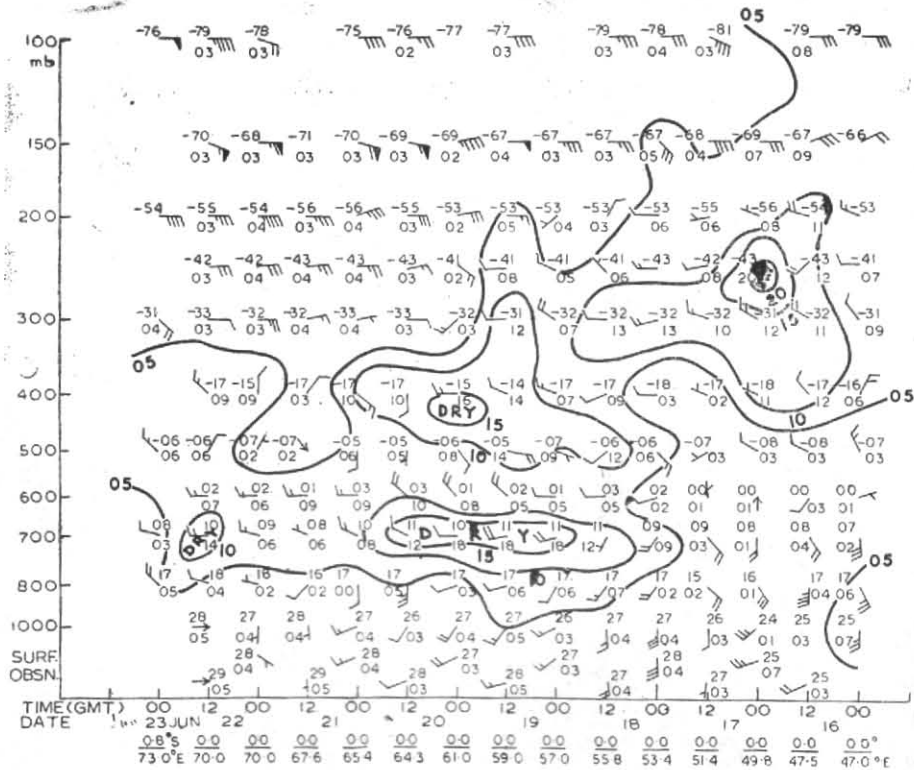 05
100 -76 -79 -78 -75 -76 -77 -77 -79 -78 -81 -79 -79
mb 03 03 02 03 03 04 03 08
-70 -68 -71 -70 -69 -69 -67 -67 -67 -67 -68 -69 -67 -66
150 03 03 03 03 03 02 04 03 03 05 04 07 09
200 -54 -55 -54 -56 -56 -55 -53 -53 -53 -53 -53 -55 -56 -54 -53
03 04 03 04 03 02 05 04 03 06 06 08 11
-42 -43 -43 -43 -43 -41 -41 -41 -41 -43 -42 -43 -43 -41
03 04 04 04 03 02 08 05 06 08 12 07
20
300 -31 -33 -32 -32 -33 -33 -32 -31 -32 -32 -32 -32 -31 -32 -31
04 03 03 04 04 03 03 12 07 13 13 10 12 11 09
05
-17 -15 -17 -17 -17 -15 -14 -17 -17 -18 -17 -18 -17 -16
400 09 09 03 10 10 16 14 07 09 03 02 11 12 06 05
DRY 15 10
-06 -06 -07 -07 -05 -05 -06 -05 -07 -06 -06 -07 -08 -08 -07
500 06 06 02 02 06 05 08 10 14 09 12 06 03 03 03 03
05
600 02 02 01 03 03 01 02 01 03 02 00 00 00 00
07 06 09 09 10 08 05 05 05 02 01 01 03
700 08 10 09 08 10 11 D 10 R 11 Y 11 11 09 09 08 08 07
03 DRY 14 10 06 06 08 12 18 15 18 18 12 09 03 01 04 02
05
800 17 18 18 16 17 17 17 17 17 17 17 15 16 17 17
05 04 02 02 00 05 03 06 06 07 02 02 01 04 06
28 27 28 27 27 27 27 26 27 27 26 24 25 25
1000 05 04 04 04 04 03 05 03 04 04 03 01 03 07
SURF. 28 28 28 27 28 25
04 04 03 03 04 07
OBSN. 29 29 28 28 27 27 25
05 05 03 05 04 03 03
TIME(GMT.) 00 12 00 12 00 12 00 12 00 12 00 12 00 12 00
DATE 23 JUN 22 21 20 19 18 17 16
0.8°S 0.0 0.0 0.0 0.0 0.0 0.0 0.0 0.0 0.0 0.0 0.0 0.0 0.0 0.0°
73.0°E 70.0 70.0 67.6 65.4 64.3 61.0 59.0 57.0 55.8 53.4 51.4 49.8 47.5 47.0°E